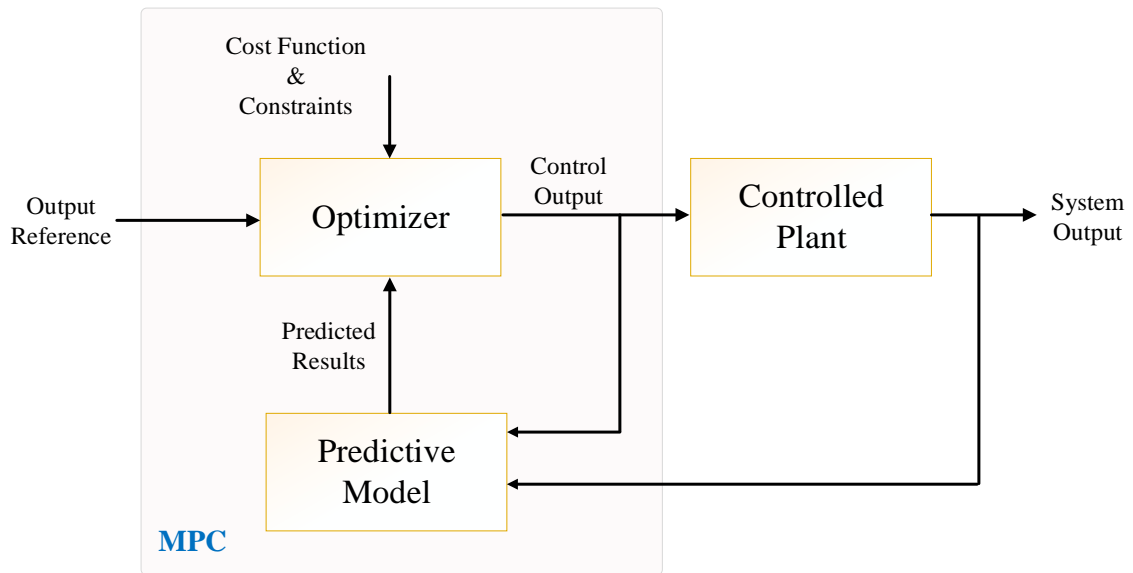 Cost Function
&
Constraints
Output
Reference
Optimizer
Control
Output
Controlled
Plant
System
Output
Predicted
Results
Predictive
Model
MPC